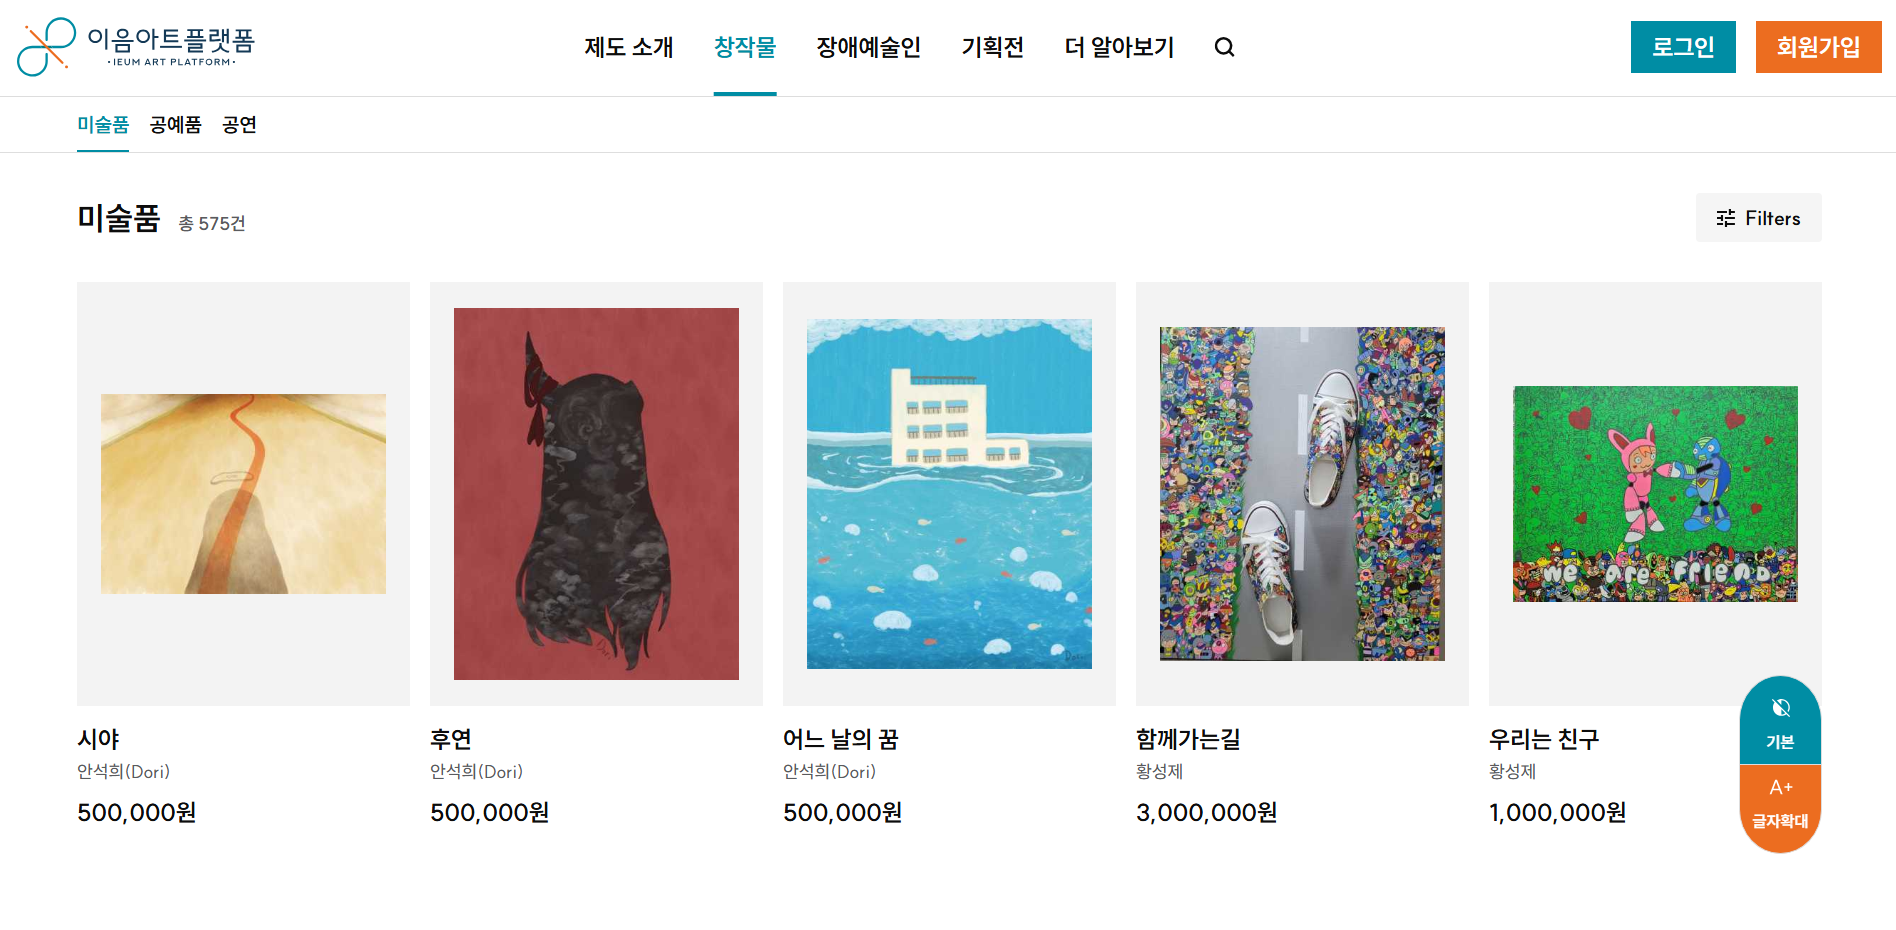 이음아트플랫폼
·IEUM ART PLATFORM·
제도 소개 창작물 장애예술인 기획전 더 알아보기
로그인 회원가입
미술품 공예품 공연
미술품 총 575건
Filters
We are friend
Dori
시야
안석희(Dori)
500,000원
후연
안석희(Dori)
500,000원
어느 날의 꿈
안석희(Dori)
500,000원
함께가는길
황성제
3,000,000원
우리는 친구
황성제
1,000,000원
기본
A+
글자확대